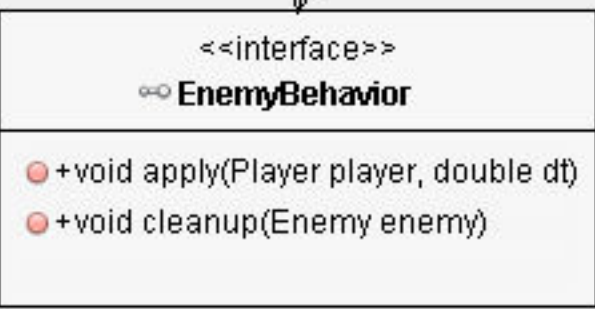 <<interface>>
EnemyBehavior
+void apply(Player player, double dt)
+void cleanup(Enemy enemy)